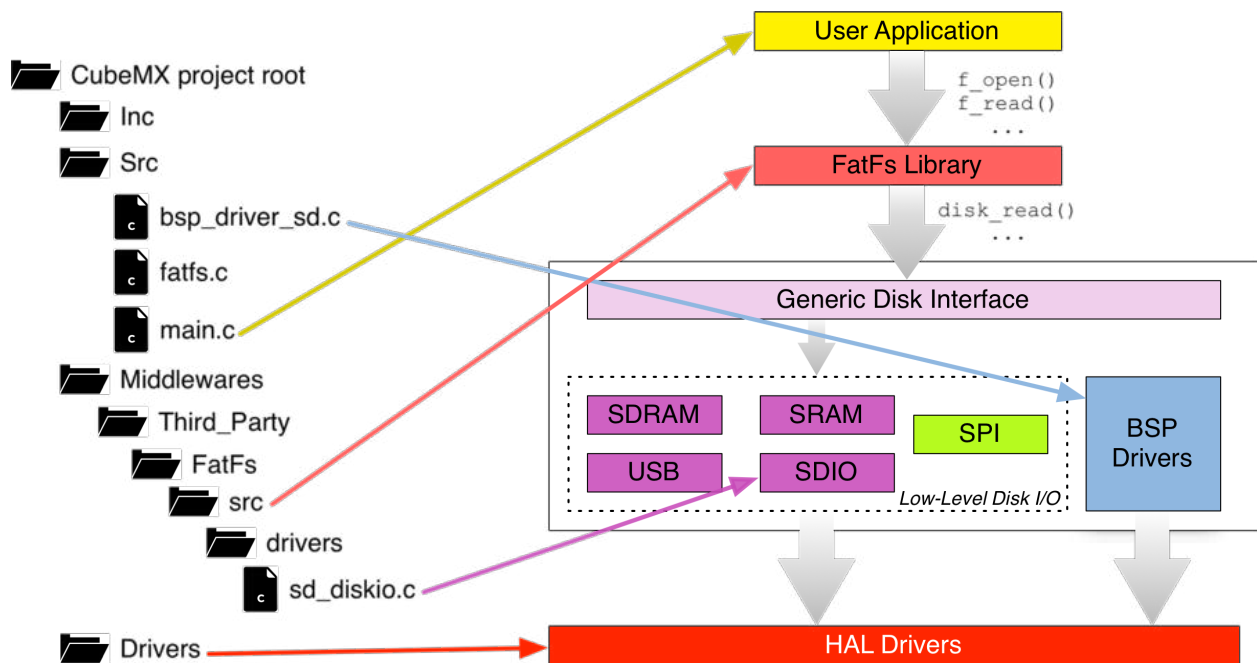 CubeMX project root
Inc
Src
c
bsp_driver_sd.c
c
fatfs.c
c
main.c
Middlewares
Third_Party
FatFs
src
drivers
c
sd_diskio.c
Drivers
User Application
f_open()
f_read()
...
FatFs Library
disk_read()
...
Generic Disk Interface
SDRAM
SRAM
SPI
USB
SDIO
Low-Level Disk I/O
BSP
Drivers
HAL Drivers